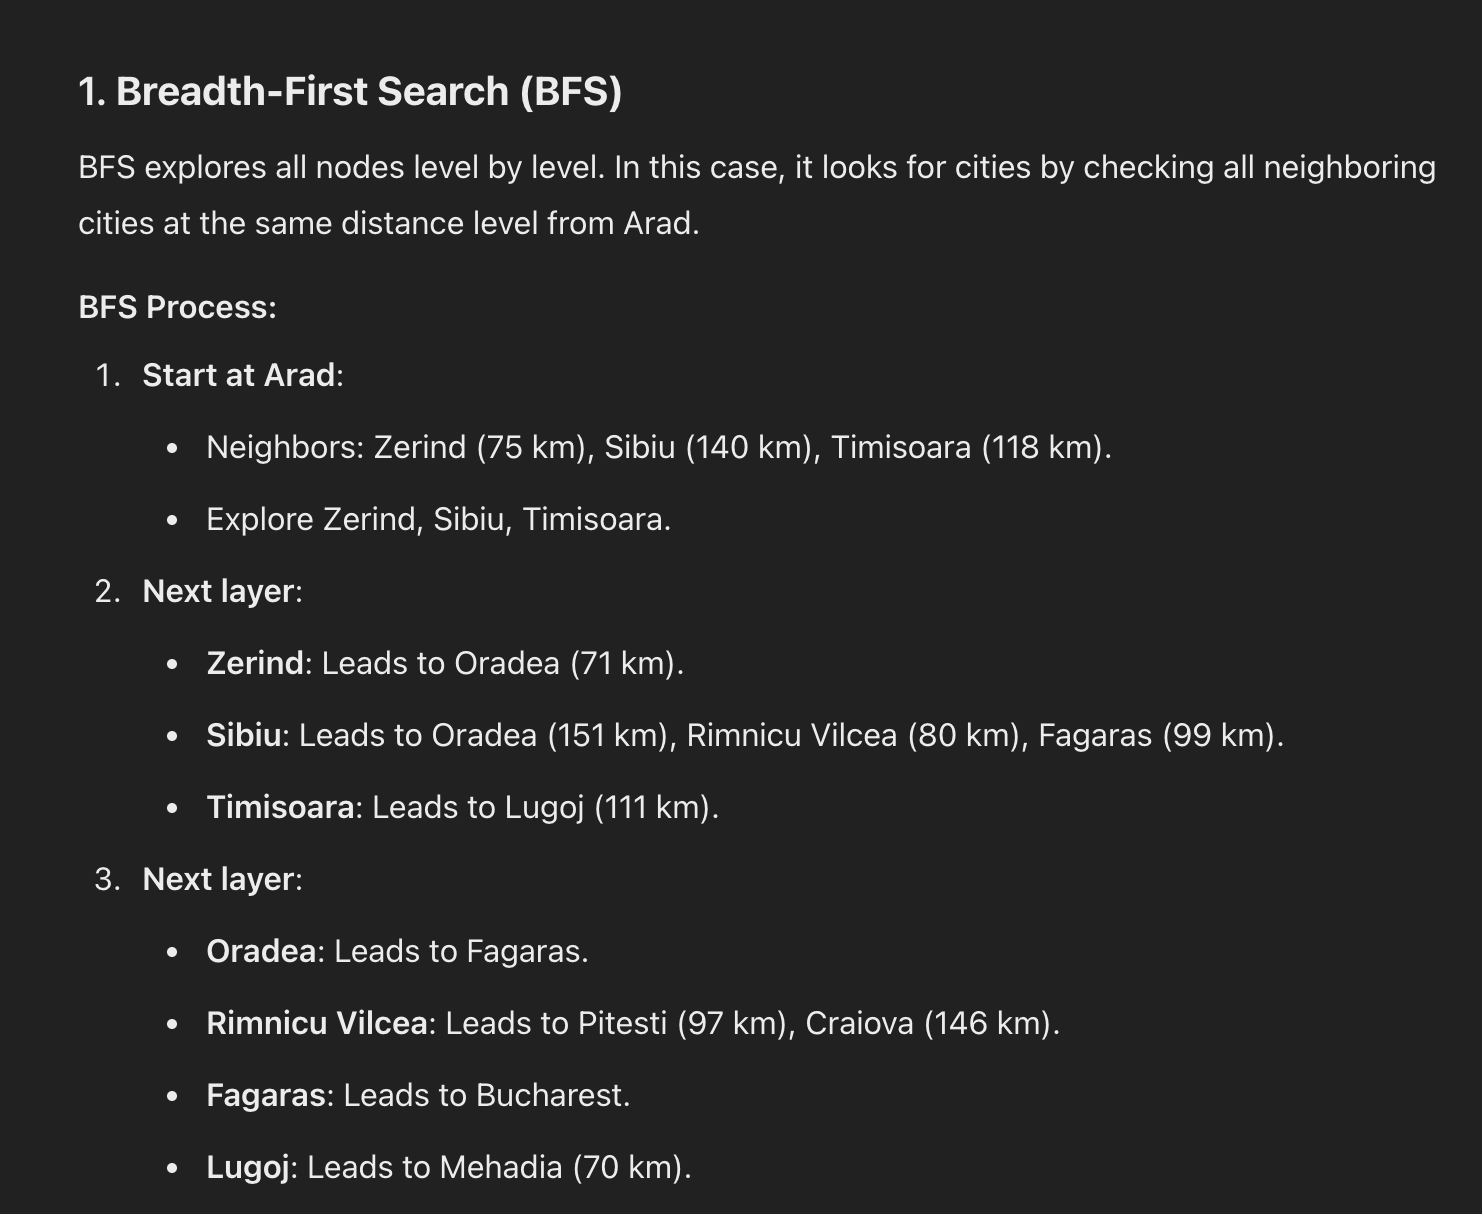 1. Breadth-First Search (BFS)
BFS explores all nodes level by level. In this case, it looks for cities by checking all neighboring
cities at the same distance level from Arad.
BFS Process:
1. Start at Arad:
• Neighbors: Zerind (75 km), Sibiu (140 km), Timisoara (118 km).
• Explore Zerind, Sibiu, Timisoara.
2. Next layer:
• Zerind: Leads to Oradea (71 km).
• Sibiu: Leads to Oradea (151 km), Rimnicu Vilcea (80 km), Fagaras (99 km).
• Timisoara: Leads to Lugoj (111 km).
3. Next layer:
• Oradea: Leads to Fagaras.
• Rimnicu Vilcea: Leads to Pitesti (97 km), Craiova (146 km).
• Fagaras: Leads to Bucharest.
• Lugoj: Leads to Mehadia (70 km).